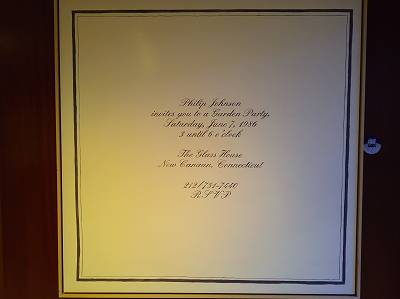 Philip Johnson
invites you to a Garden Party,
Saturday, June 7, 1986
3 until 6 o'clock
The Glass House
New Canaan, Connecticut
212/751-7440
R S V P